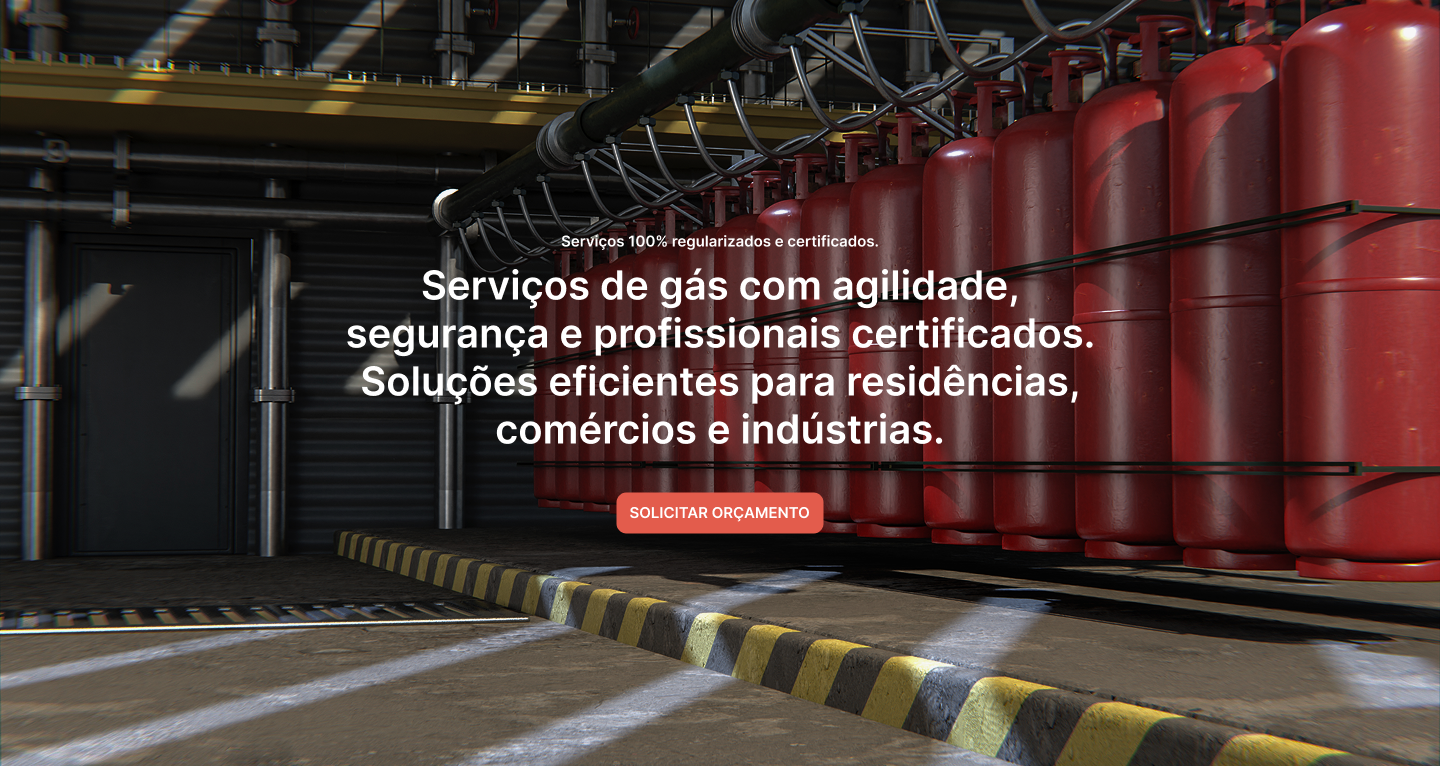 Serviços 100% regularizados e certificados.
Serviços de gás com agilidade,
segurança e profissionais certificados.
Soluções eficientes para residências,
comércios e indústrias.
SOLICITAR ORÇAMENTO